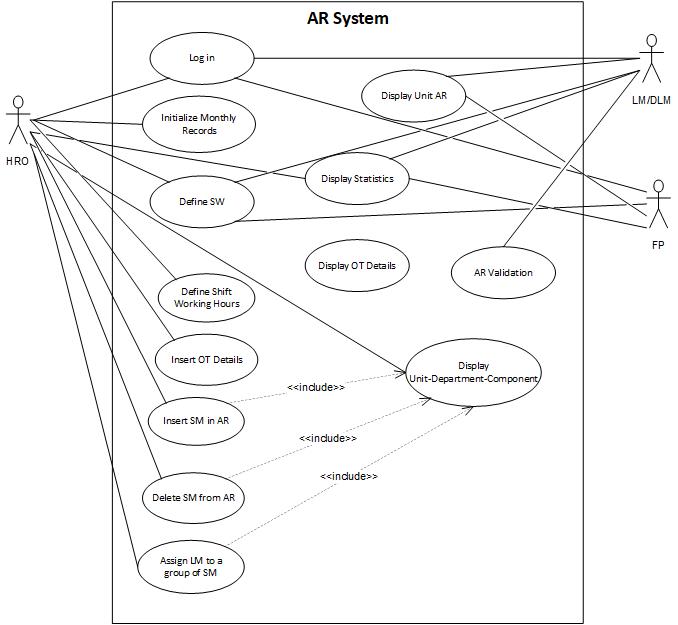 AR System
Log in
LM/DLM
Display Unit AR
Initialize Monthly
Records
HRO
Display Statistics
Define SW
FP
Display OT Details
AR Validation
Define Shift
Working Hours
Insert OT Details
Display
Unit-Department-Component
<<include>>
Insert SM in AR
<<include>>
<<include>>
Delete SM from AR
Assign LM to a
group of SM